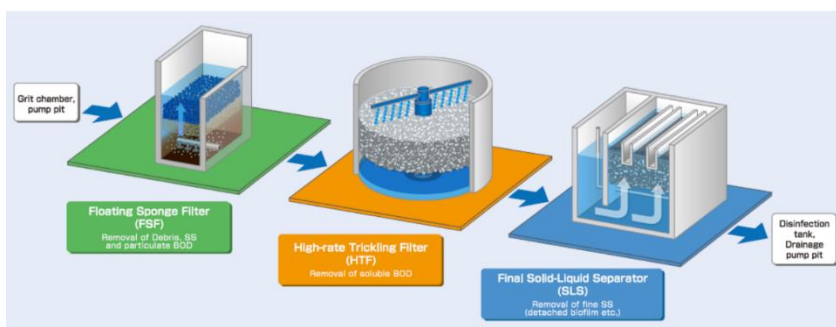 Grit chamber,
pump pit
Floating Sponge Filter
(FSF)
Removal of Debris, SS
and particulate BOD
High-rate Trickling Filter
(HTF)
Removal of soluble BOD
Final Solid-Liquid Separator
(SLS)
Removal of fine SS
(detached biofilm etc.)
Disinfection
tank,
Drainage
pump pit